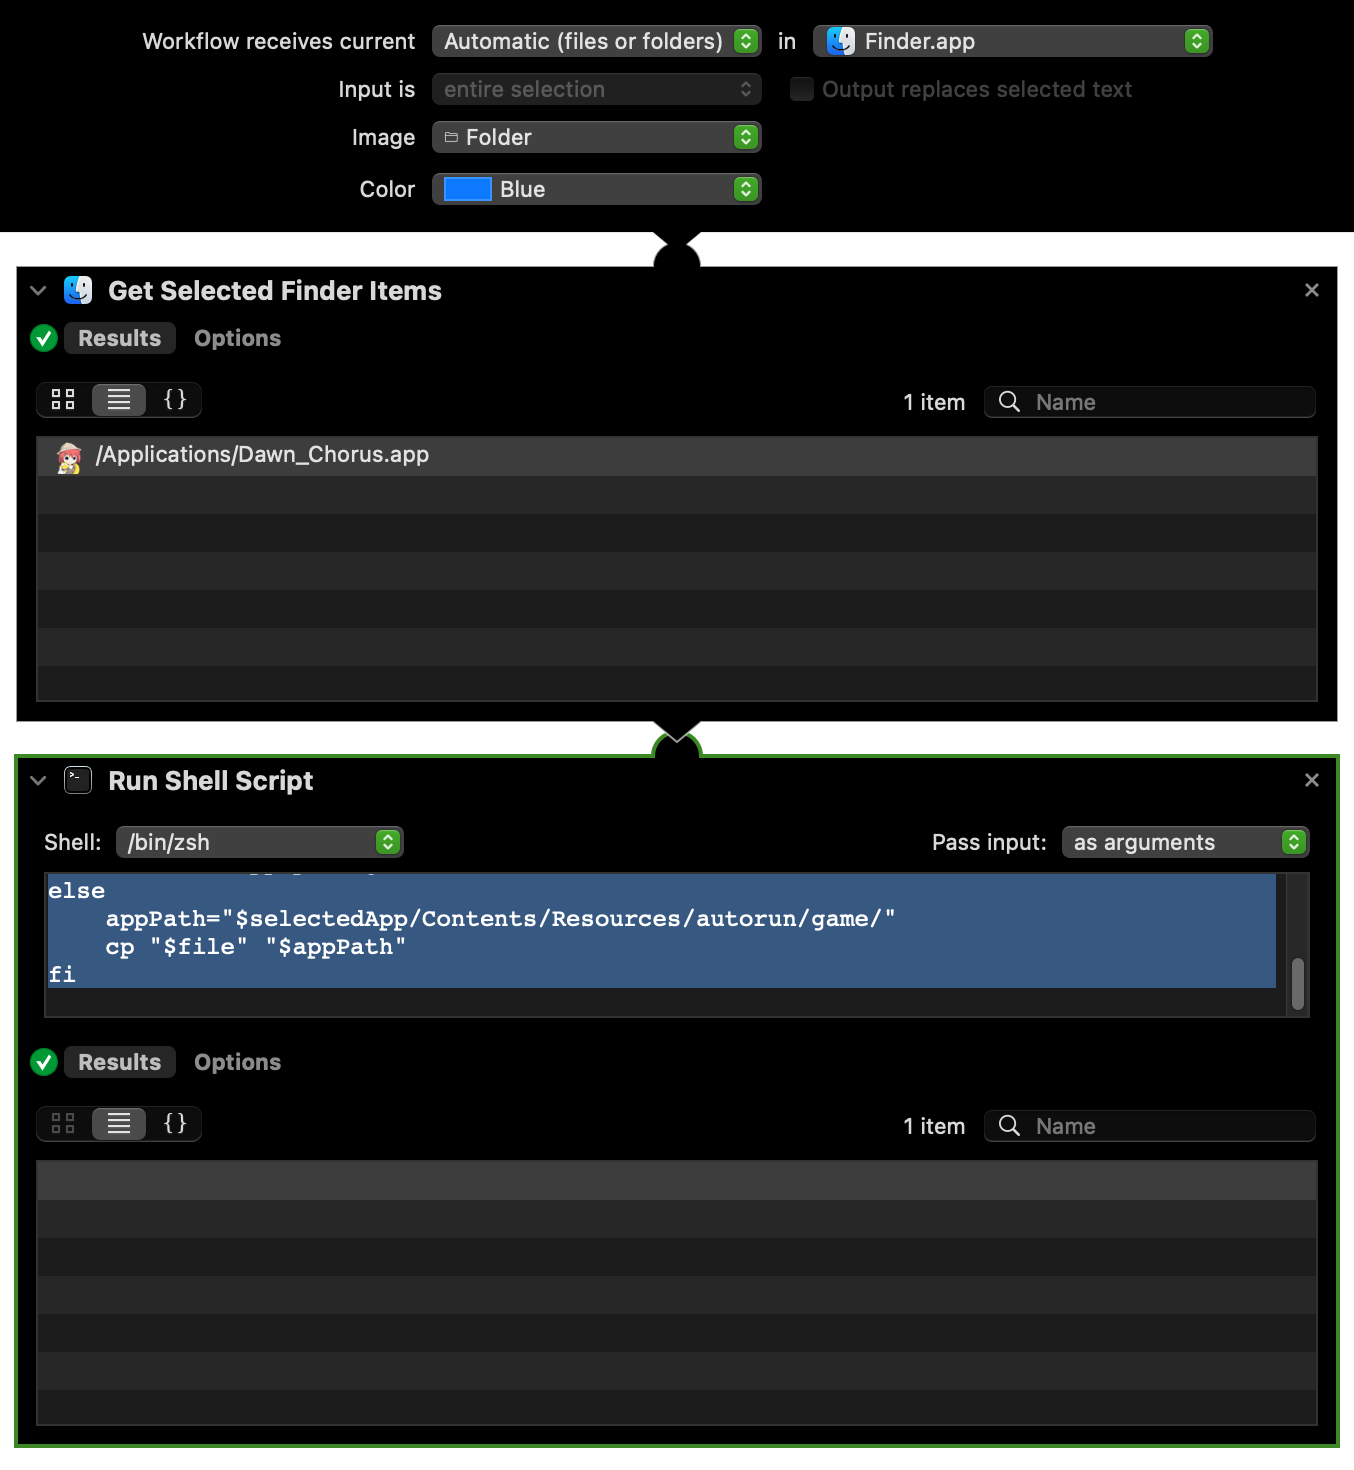 Workflow receives current Automatic (files or folders) in Finder.app
Input is entire selection Output replaces selected text
Image Folder
Color Blue
Get Selected Finder Items
Results Options
{} 1 item Name
/Applications/Dawn_Chorus.app
Run Shell Script
Shell: /bin/zsh Pass input: as arguments
else
    appPath="$selectedApp/Contents/Resources/autorun/game/"
    cp "$file" "$appPath"
fi
Results Options
{} 1 item Name